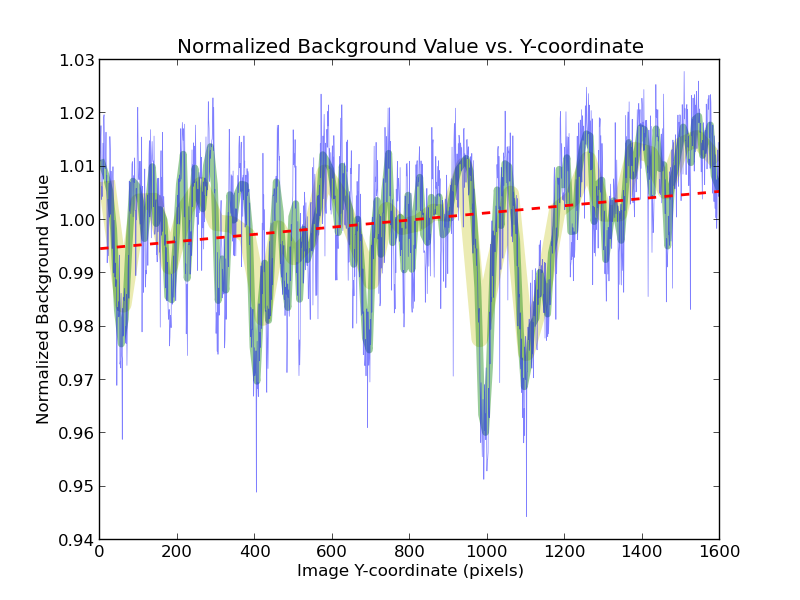 Normalized Background Value vs. Y-coordinate
1.03
1.02
1.01
1.00
0.99
0.98
0.97
0.96
0.95
0.94
Normalized Background Value
0 200 400 600 800 1000 1200 1400 1600
Image Y-coordinate (pixels)